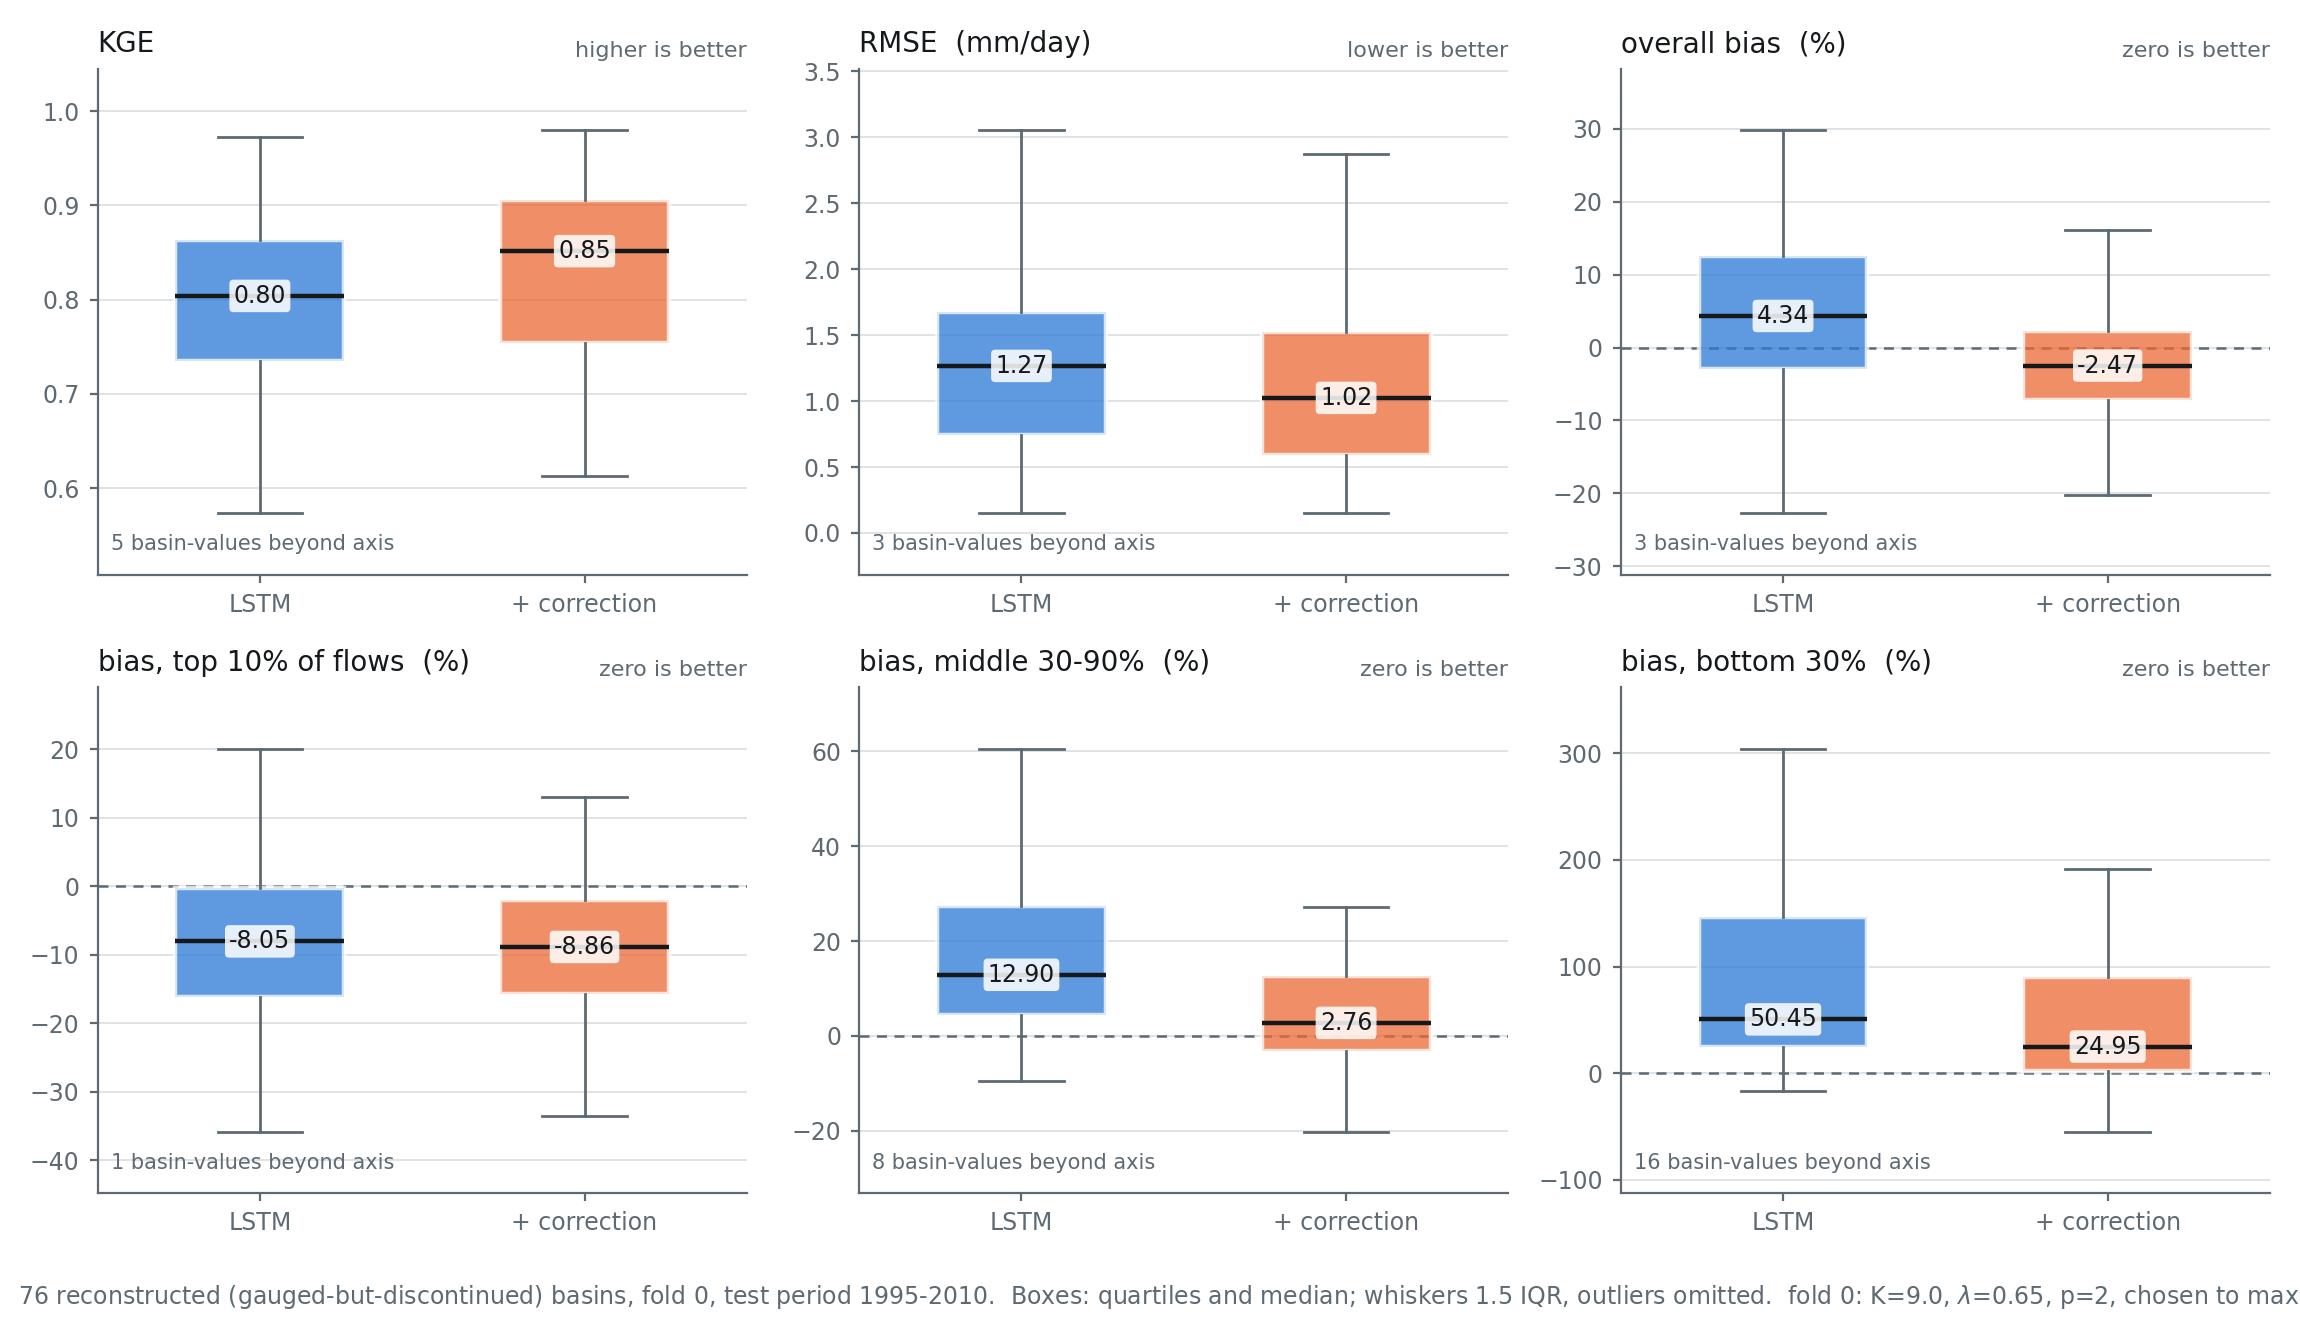 KGE
higher is better
1.0
0.9
0.8
0.7
0.6
0.80
0.85
5 basin-values beyond axis
LSTM
+ correction
RMSE (mm/day)
lower is better
3.5
3.0
2.5
2.0
1.5
1.0
0.5
0.0
1.27
1.02
3 basin-values beyond axis
LSTM
+ correction
overall bias (%)
zero is better
30
20
10
0
−10
−20
−30
4.34
-2.47
3 basin-values beyond axis
LSTM
+ correction
bias, top 10% of flows (%)
zero is better
20
10
0
−10
−20
−30
−40
-8.05
-8.86
1 basin-values beyond axis
LSTM
+ correction
bias, middle 30-90% (%)
zero is better
60
40
20
0
−20
12.90
2.76
8 basin-values beyond axis
LSTM
+ correction
bias, bottom 30% (%)
zero is better
300
200
100
0
−100
50.45
24.95
16 basin-values beyond axis
LSTM
+ correction
76 reconstructed (gauged-but-discontinued) basins, fold 0, test period 1995-2010. Boxes: quartiles and median; whiskers 1.5 IQR, outliers omitted. fold 0: K=9.0, λ=0.65, p=2, chosen to max